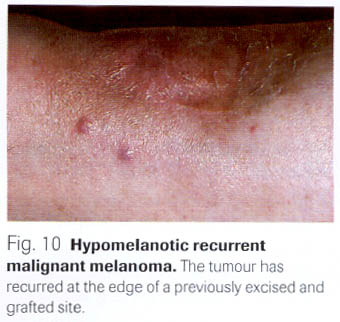 Fig. 10 Hypomelanotic recurrent
malignant melanoma. The tumour has
recurred at the edge of a previously excised and
grafted site.